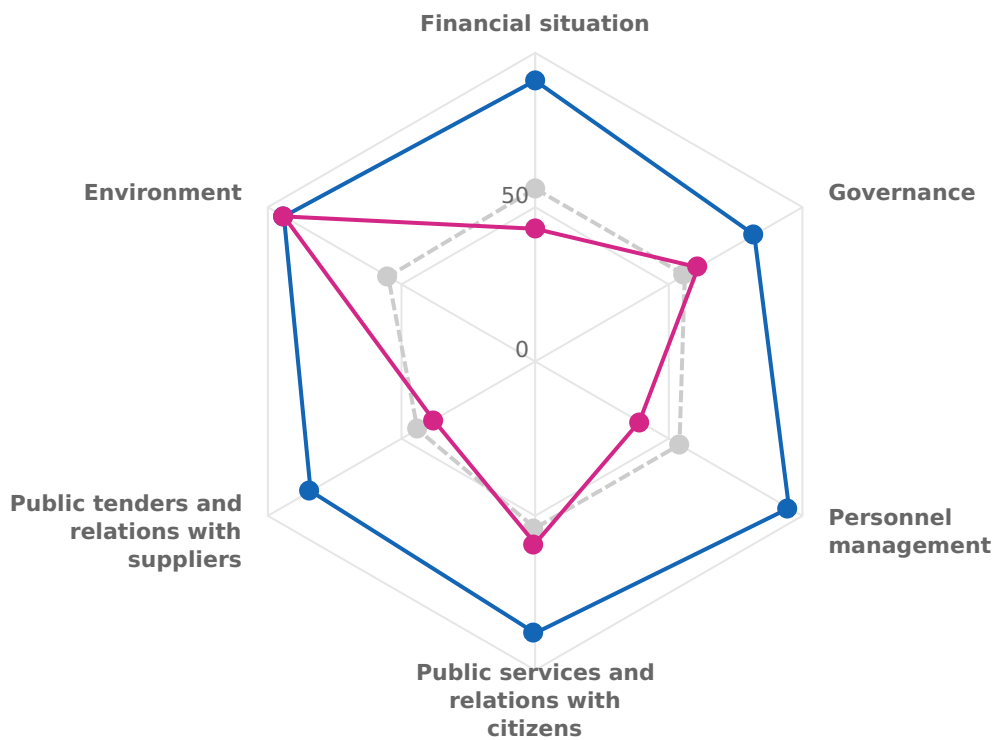 Financial situation
Environment
50
Governance
0
Public tenders and
relations with
suppliers
Personnel
management
Public services and
relations with
citizens